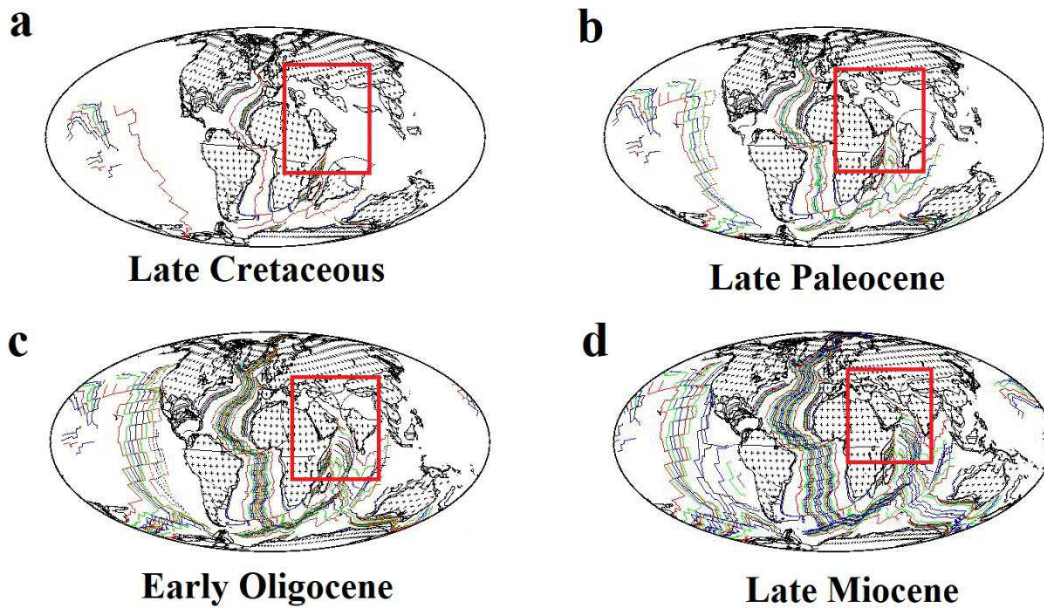 a
b
Late Cretaceous
Late Paleocene
c
d
Early Oligocene
Late Miocene